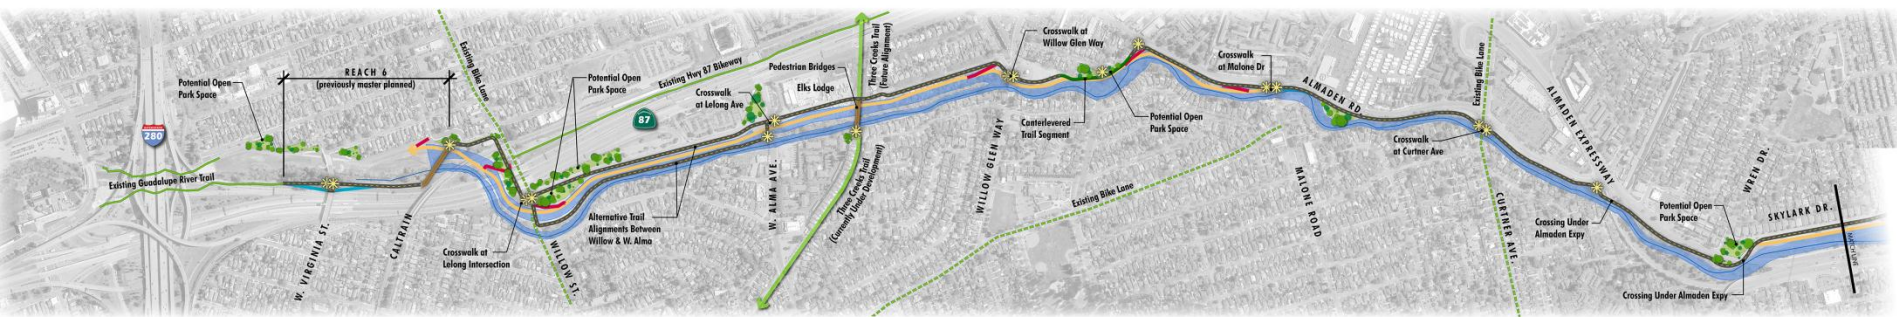 280
Existing Guadalupe River Trail
Potential Open
Park Space
REACH 6
(previously master planned)
W. VIRGINIA ST.
CALTRAIN
Existing Bike Lane
Crosswalk at
Lelong Intersection
WILLOW ST.
Potential Open
Park Space
Alternative Trail
Alignments Between
Willow & W. Alma
87
Existing Hwy 87 Bikeway
Crosswalk
at Lelong Ave
W. ALMA AVE.
Pedestrian Bridges
Elks Lodge
Three Creeks Trail
(Future Alignment)
Three Creeks Trail
(Currently Under Development)
Crosswalk at
Willow Glen Way
WILLOW GLEN WAY
Canterlevered
Trail Segment
Existing Bike Lane
Potential Open
Park Space
Crosswalk
at Malone Dr
MALONE ROAD
ALMADEN RD
Crosswalk
at Curtner Ave
Existing Bike Lane
CURTNER AVE.
ALMADEN EXPRESSWAY
Crossing Under
Almaden Expy
Potential Open
Park Space
Crossing Under Almaden Expy
WREN DR.
SKYLARK DR.
MATCHLINE